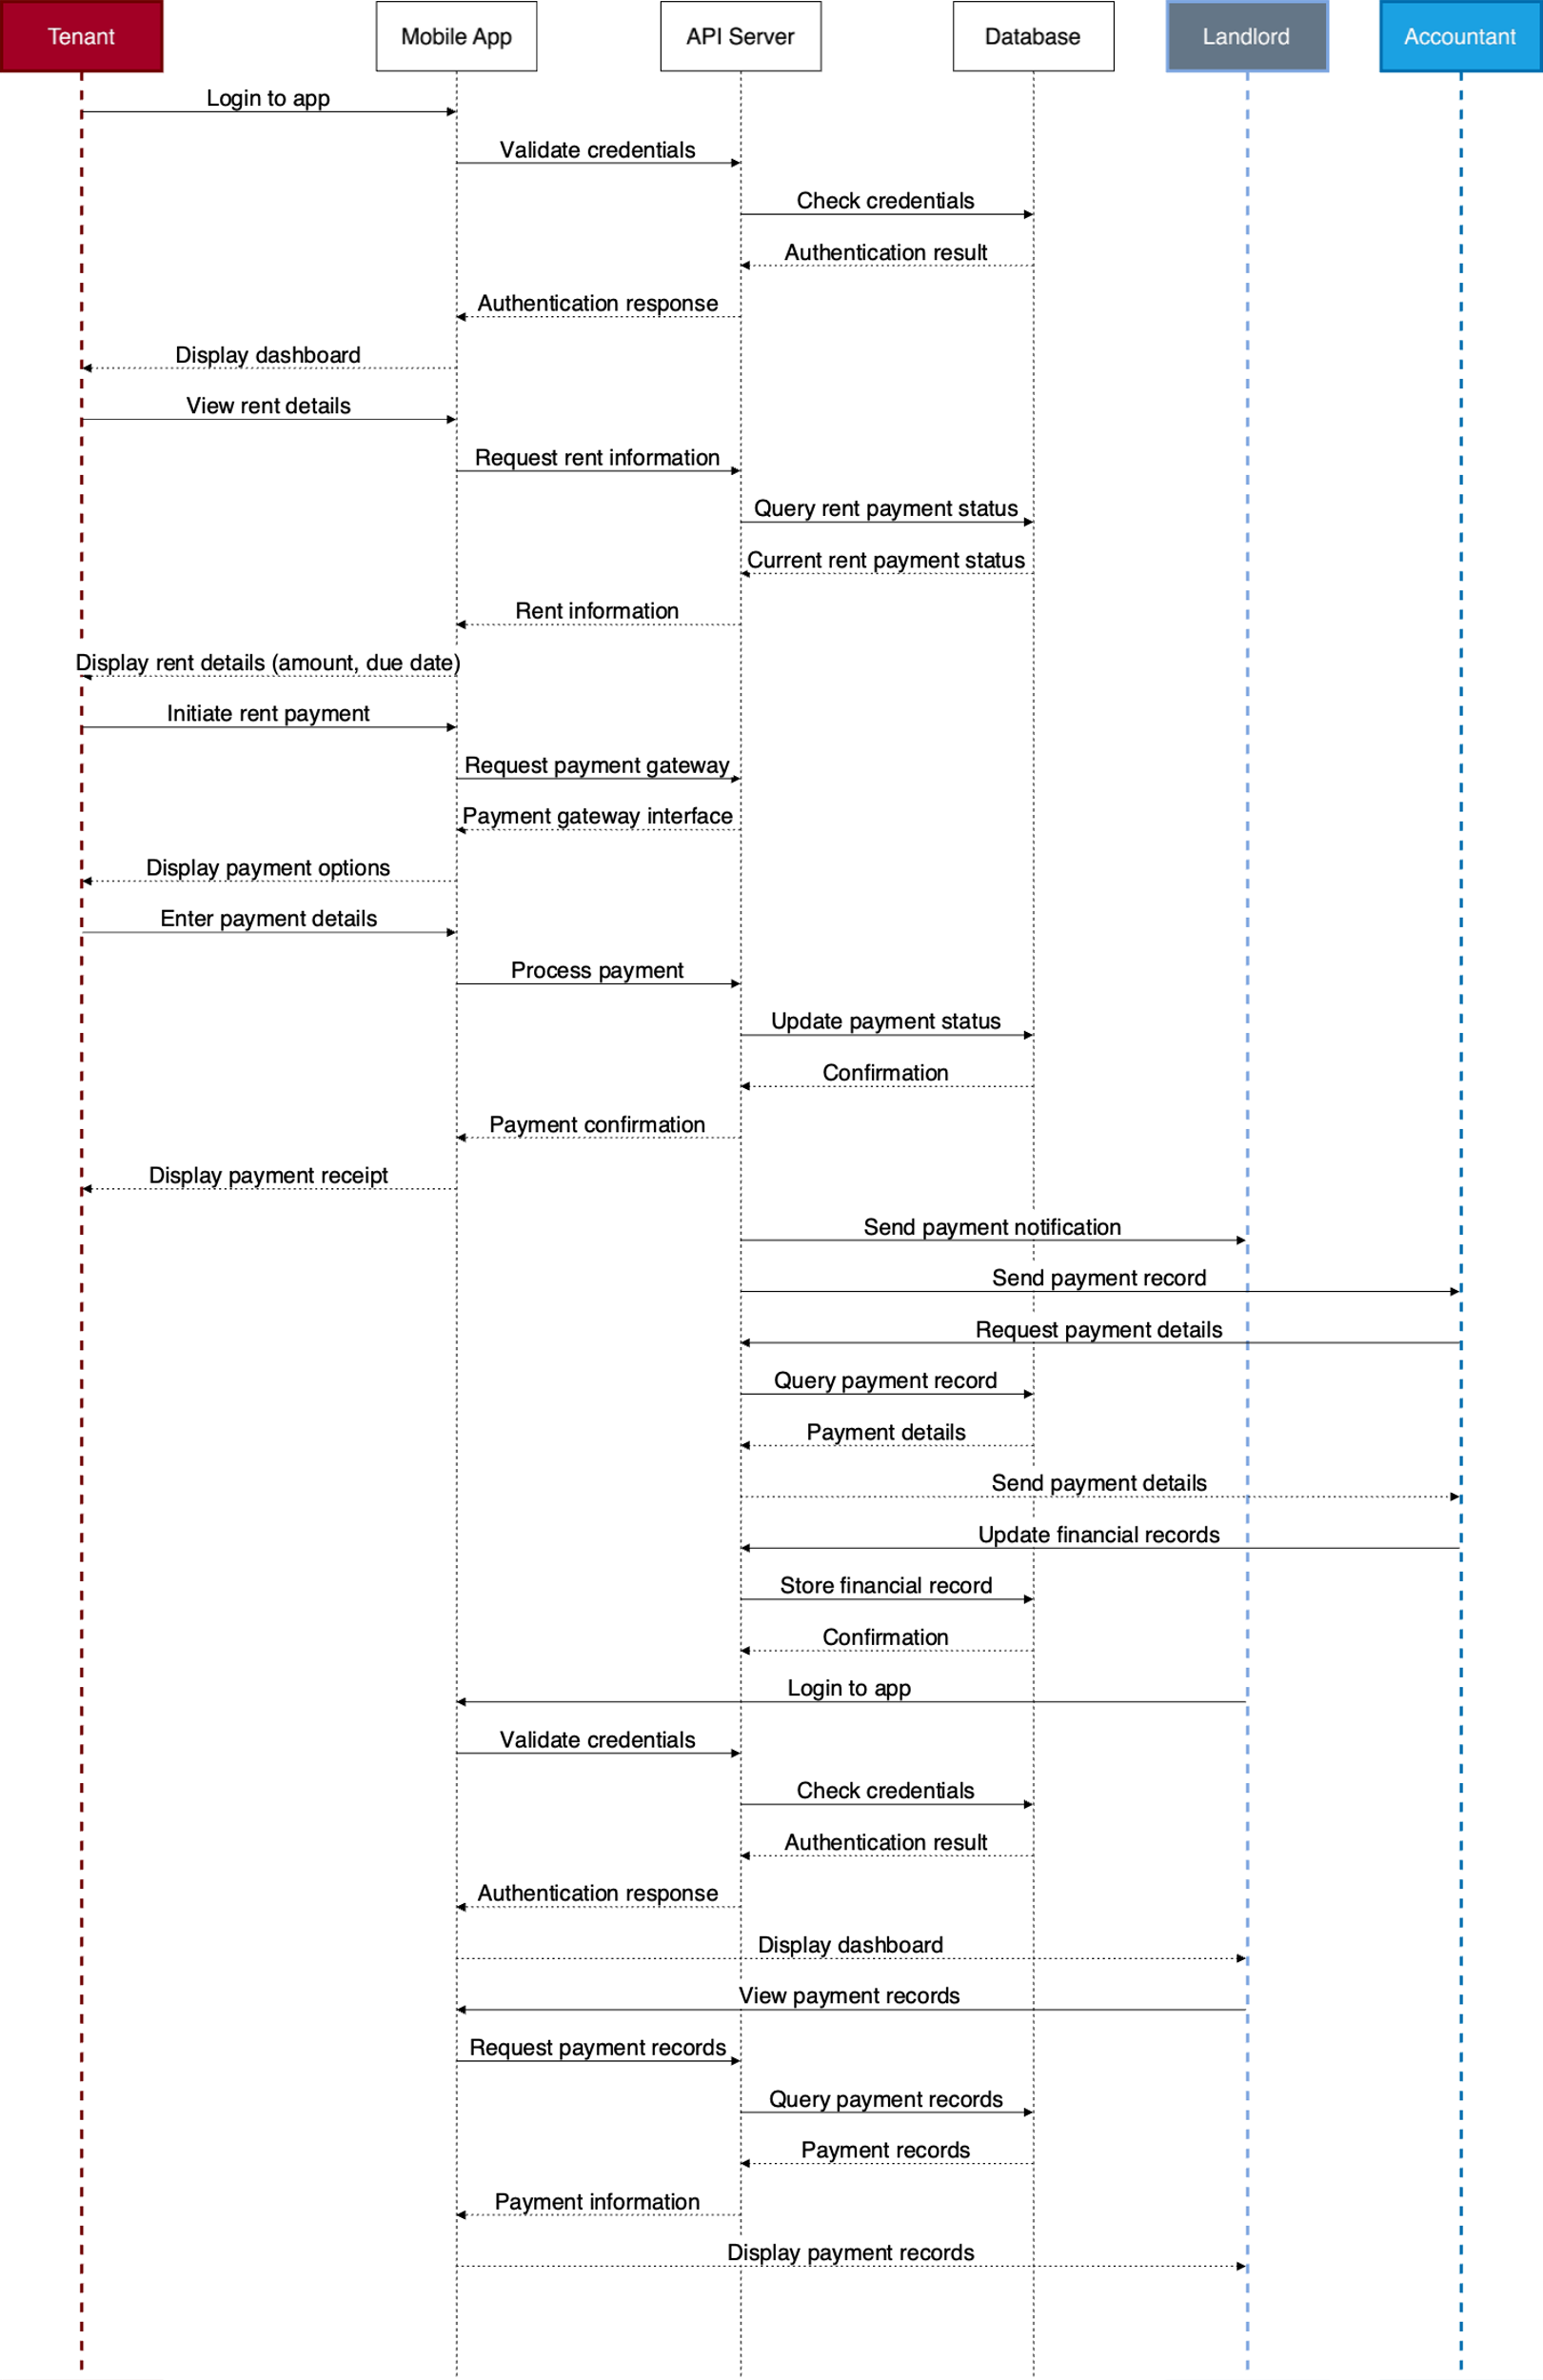 Tenant
Mobile App
API Server
Database
Landlord
Accountant
Login to app
Validate credentials
Check credentials
Authentication result
Authentication response
Display dashboard
View rent details
Request rent information
Query rent payment status
Current rent payment status
Rent information
Display rent details (amount, due date)
Initiate rent payment
Request payment gateway
Payment gateway interface
Display payment options
Enter payment details
Process payment
Update payment status
Confirmation
Payment confirmation
Display payment receipt
Send payment notification
Send payment record
Request payment details
Query payment record
Payment details
Send payment details
Update financial records
Store financial record
Confirmation
Login to app
Validate credentials
Check credentials
Authentication result
Authentication response
Display dashboard
View payment records
Request payment records
Query payment records
Payment records
Payment information
Display payment records